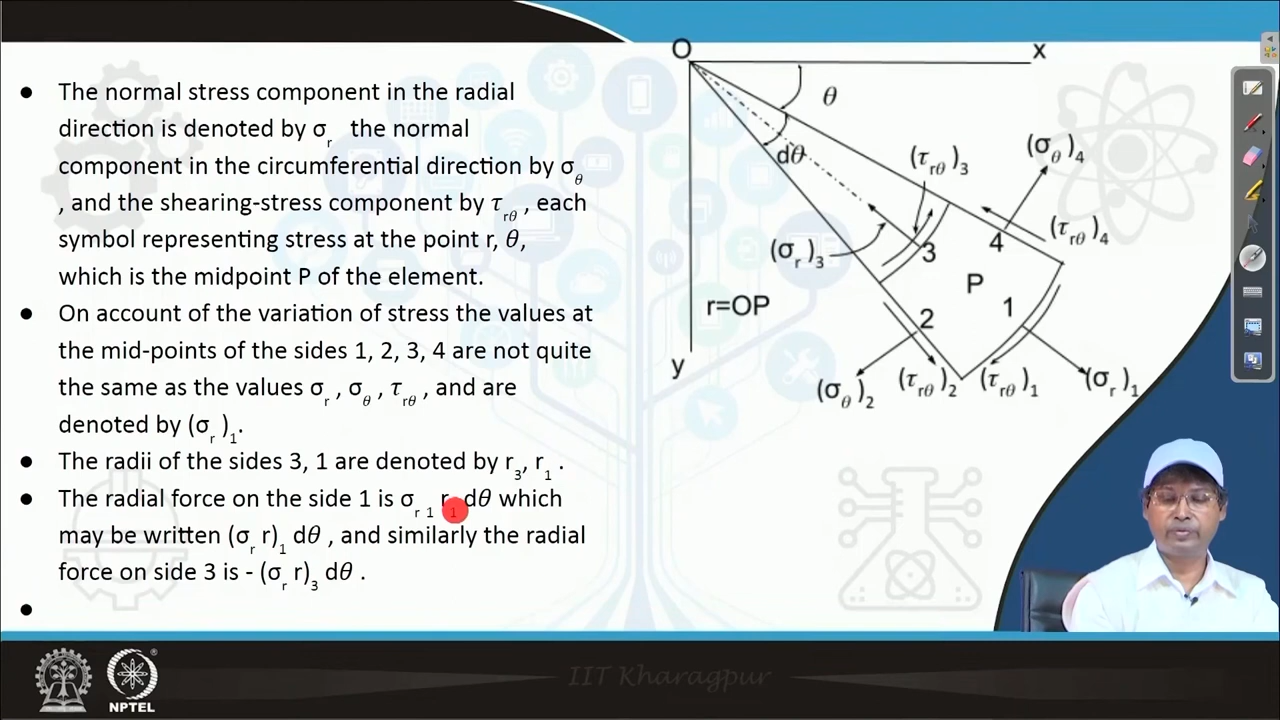 ● The normal stress component in the radial
direction is denoted by σr the normal
component in the circumferential direction by σθ
, and the shearing-stress component by τrθ , each
symbol representing stress at the point r, θ,
which is the midpoint P of the element.
● On account of the variation of stress the values at
the mid-points of the sides 1, 2, 3, 4 are not quite
the same as the values σr , σθ , τrθ , and are
denoted by (σr )1.
● The radii of the sides 3, 1 are denoted by r3, r1 .
● The radial force on the side 1 is σr 1 r1 dθ which
may be written (σr r)1 dθ , and similarly the radial
force on side 3 is - (σr r)3 dθ .
●
O
x
θ
dθ
(τrθ )3
(σθ )4
(τrθ )4
(σr )3
3
4
P
r=OP
2
1
y
(σθ )2
(τrθ )2
(τrθ )1
(σr )1
IIT Kharagpur
NPTEL